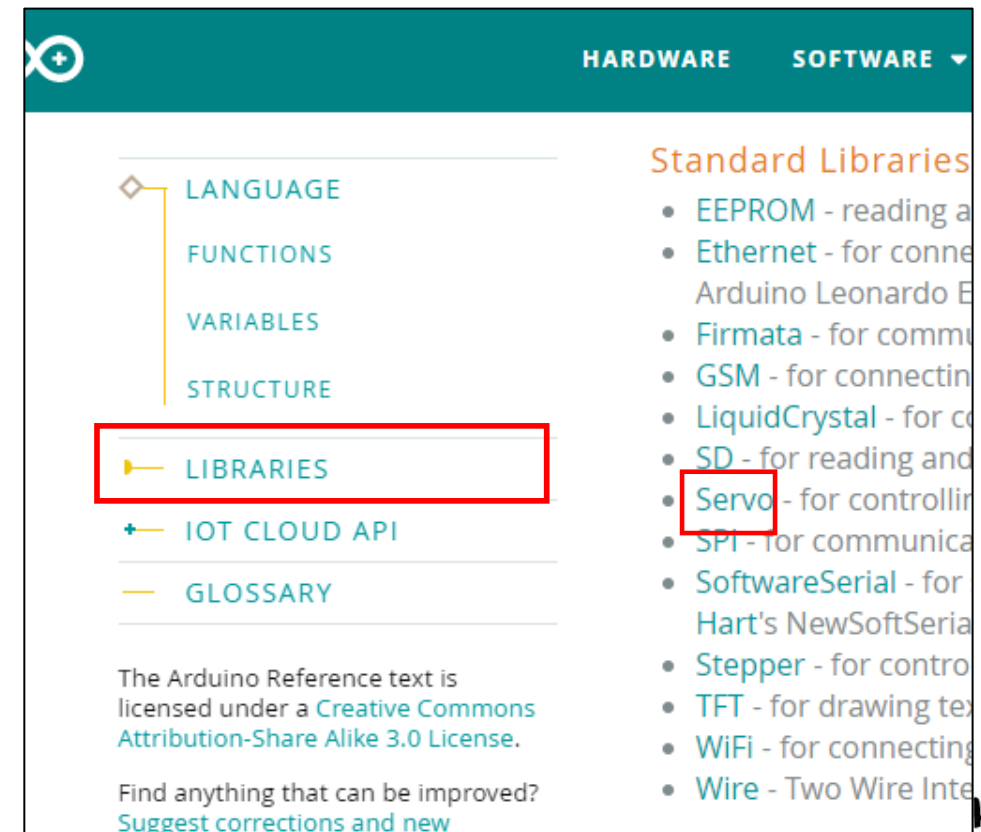 HARDWARE SOFTWARE
LANGUAGE
FUNCTIONS
VARIABLES
STRUCTURE
LIBRARIES
IOT CLOUD API
GLOSSARY
The Arduino Reference text is
licensed under a Creative Commons
Attribution-Share Alike 3.0 License.
Find anything that can be improved?
Suggest corrections and new
Standard Libraries
EEPROM - reading a
Ethernet - for conne
Arduino Leonardo E
Firmata - for commu
GSM - for connectin
LiquidCrystal - for co
SD - for reading and
Servo - for controllin
SPI - for communica
SoftwareSerial - for
Hart's NewSoftSeria
Stepper - for contro
TFT - for drawing tex
WiFi - for connecting
Wire - Two Wire Inte